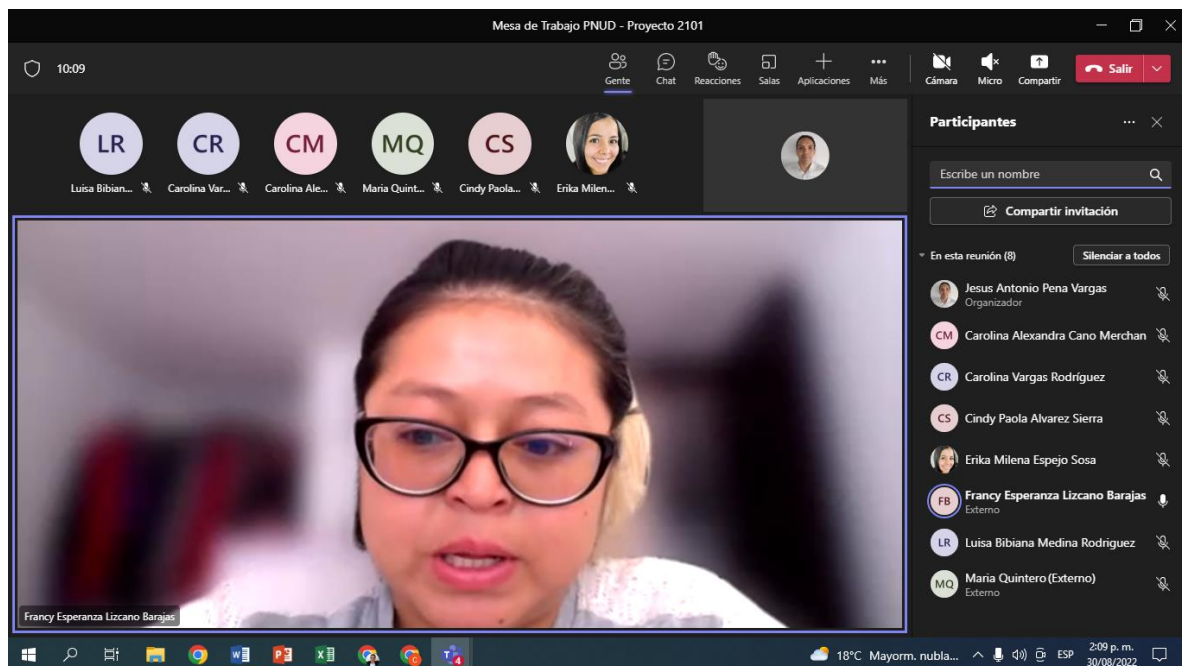 Mesa de Trabajo PNUD - Proyecto 2101
10:09
Gente
Chat
Reacciones
Salas
Aplicaciones
Más
Cámara
Micro
Compartir
Salir
LR
CR
CM
MQ
CS
Luisa Bibian...
Carolina Var...
Carolina Ale...
Maria Quint...
Cindy Paola...
Erika Milen...
Francy Esperanza Lizcano Barajas
Participantes
Escribe un nombre
Compartir invitación
En esta reunión (8)
Silenciar a todos
Jesus Antonio Pena Vargas
Organizador
CM
Carolina Alexandra Cano Merchan
CR
Carolina Vargas Rodríguez
CS
Cindy Paola Alvarez Sierra
Erika Milena Espejo Sosa
FB
Francy Esperanza Lizcano Barajas
Externo
LR
Luisa Bibiana Medina Rodriguez
MQ
Maria Quintero (Externo)
Externo
18°C Mayorm. nubla...
ESP
2:09 p. m.
30/08/2022